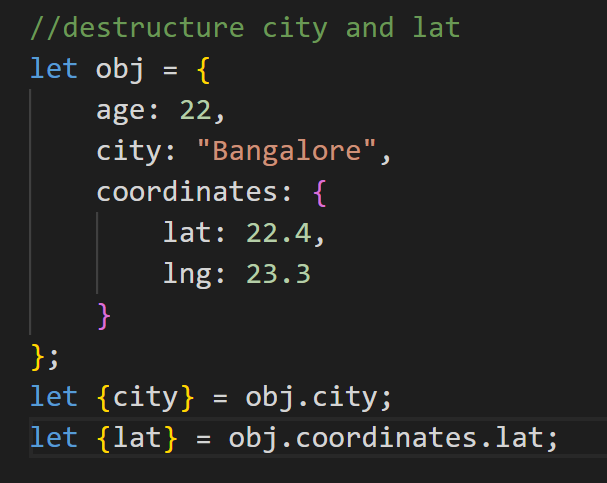 //destructure city and lat
let obj = {
    age: 22,
    city: "Bangalore",
    coordinates: {
        lat: 22.4,
        lng: 23.3
    }
};
let {city} = obj.city;
let {lat} = obj.coordinates.lat;